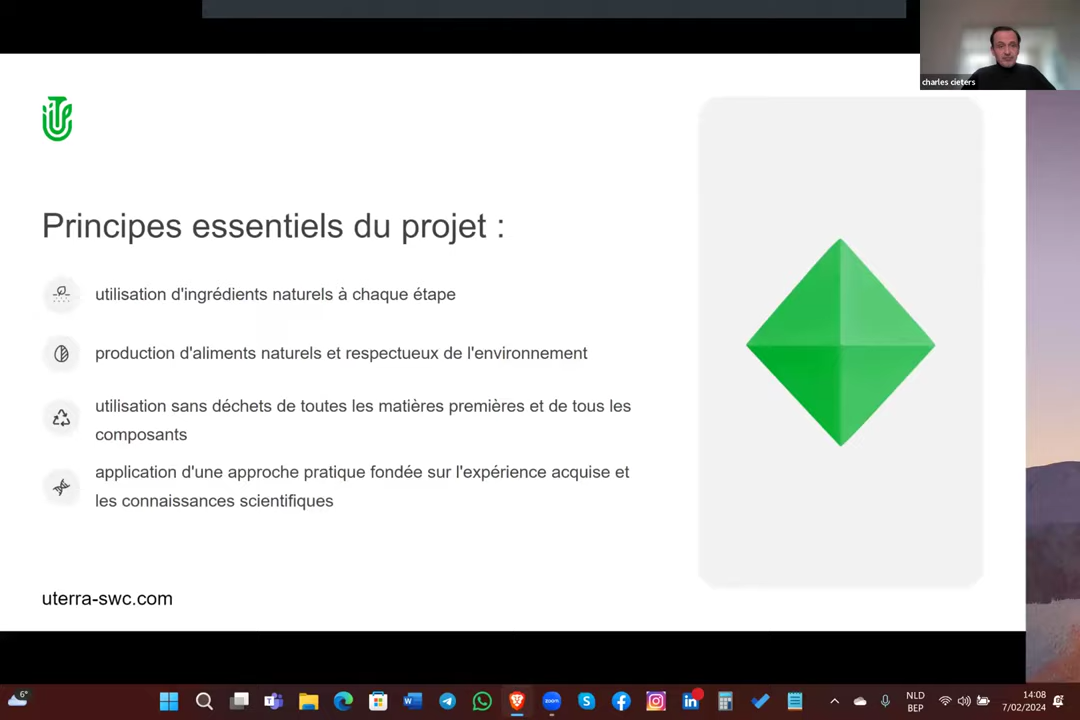 charles cieters
Principes essentiels du projet :
utilisation d'ingrédients naturels à chaque étape
production d'aliments naturels et respectueux de l'environnement
utilisation sans déchets de toutes les matières premières et de tous les
composants
application d'une approche pratique fondée sur l'expérience acquise et
les connaissances scientifiques
uterra-swc.com
6°
zoom
NLD
BEP
14:08
7/02/2024